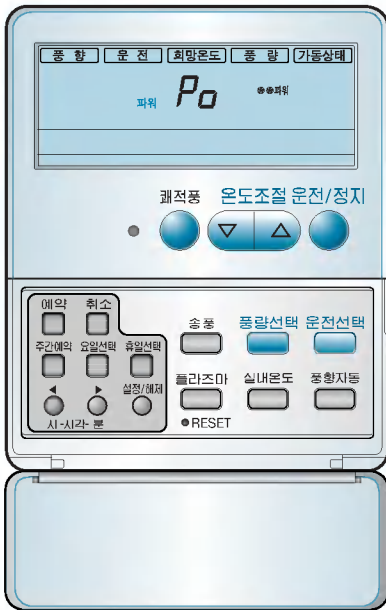 풍 향 운 전 희망온도 풍 량 가동상태
파워 Po 파워
쾌적풍 온도조절 운전/정지
예약 취소
송풍 풍량선택 운전선택
주간예약 요일선택 휴일선택
플라즈마 실내온도 풍향자동
◀ ▶ 설정/해제
시 -시각- 분
RESET